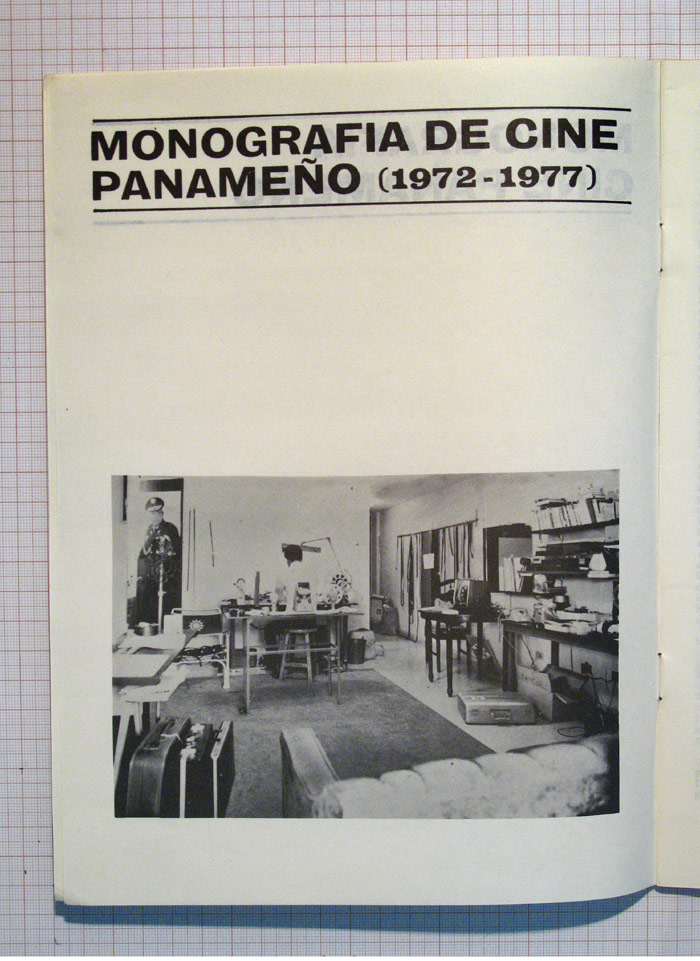 MONOGRAFIA DE CINE
PANAMEÑO (1972-1977)